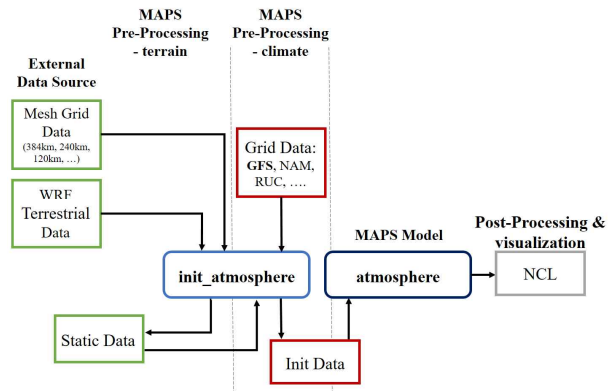 MAPS
Pre-Processing
- terrain
MAPS
Pre-Processing
- climate
External
Data Source
Mesh Grid
Data
(384km, 240km,
120km, …)
Grid Data:
GFS, NAM,
RUC, ….
WRF
Terrestrial
Data
MAPS Model
Post-Processing &
visualization
init_atmosphere
atmosphere
NCL
Static Data
Init Data